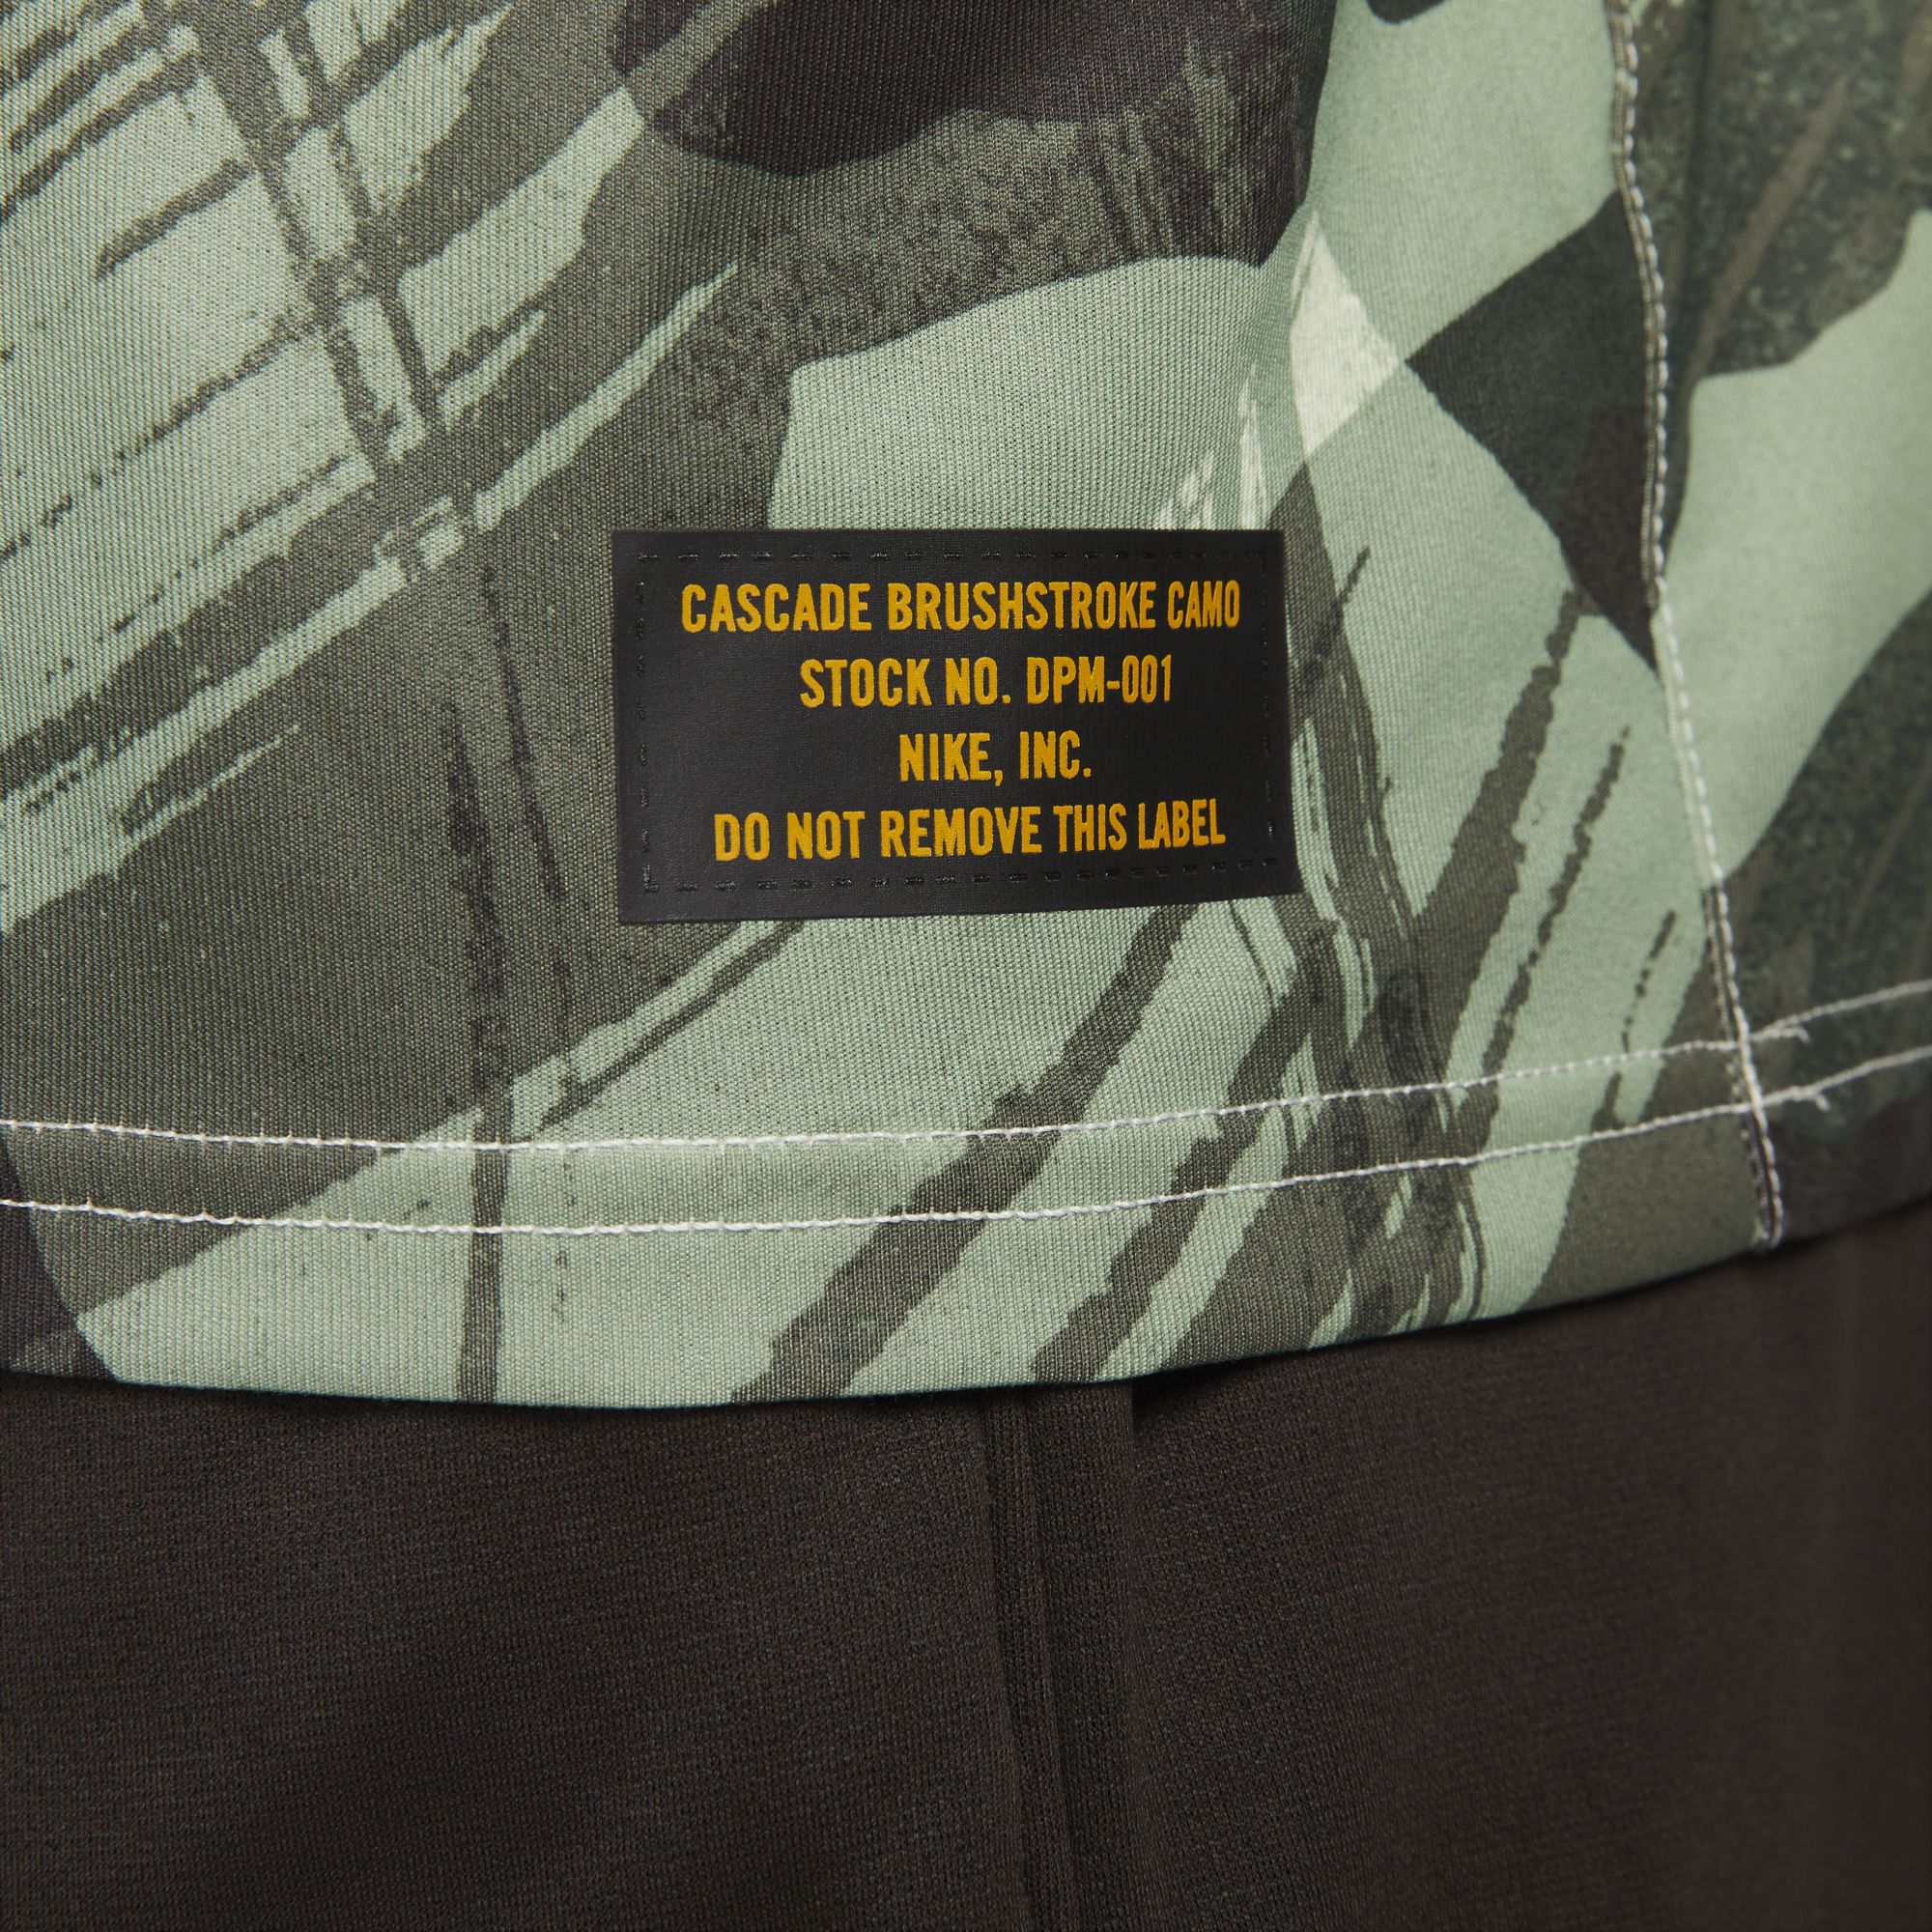 CASCADE BRUSHSTROKE CAMO
STOCK NO. DPM-001
NIKE, INC.
DO NOT REMOVE THIS LABEL